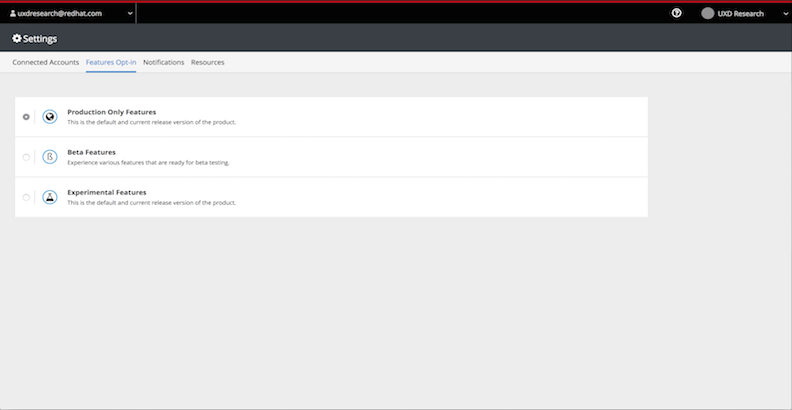 uxdresearch@redhat.com
UXD Research
Settings
Connected Accounts Features Opt-in Notifications Resources
Production Only Features
This is the default and current release version of the product.
Beta Features
Experience various features that are ready for beta testing.
Experimental Features
This is the default and current release version of the product.